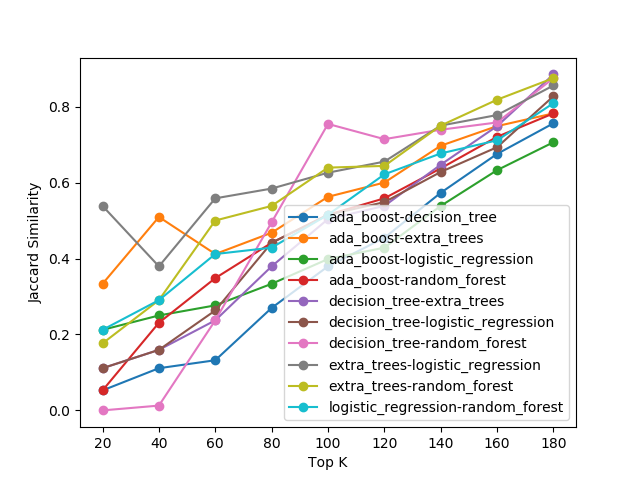 0.8
0.6
0.4
0.2
0.0
Jaccard Similarity
20 40 60 80 100 120 140 160 180
Top K
ada_boost-decision_tree
ada_boost-extra_trees
ada_boost-logistic_regression
ada_boost-random_forest
decision_tree-extra_trees
decision_tree-logistic_regression
decision_tree-random_forest
extra_trees-logistic_regression
extra_trees-random_forest
logistic_regression-random_forest